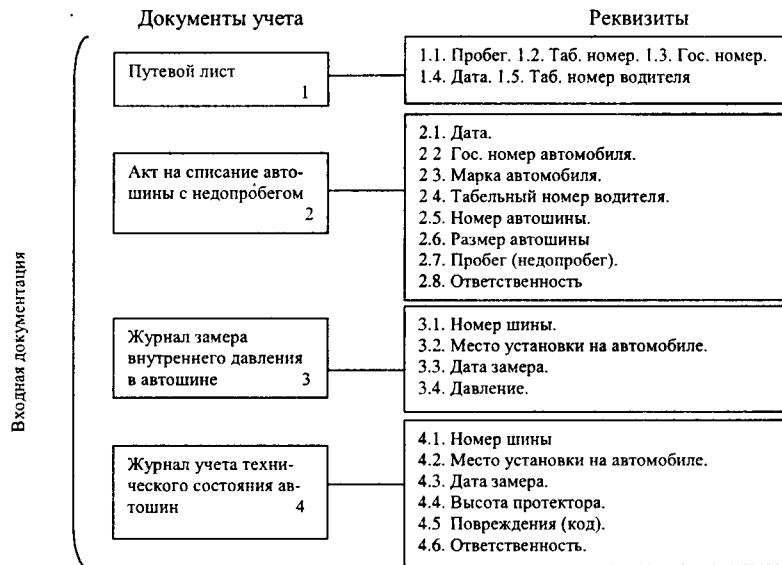 Документы учета
Реквизиты
Входная документация
Путевой лист
1
1.1. Пробег. 1.2. Таб. номер. 1.3. Гос. номер.
1.4. Дата. 1.5. Таб. номер водителя
Акт на списание авто-
шины с недопробегом
2
2.1. Дата.
2 2 Гос. номер автомобиля.
2 3. Марка автомобиля.
2 4. Табельный номер водителя.
2.5. Номер автошины.
2.6. Размер автошины
2.7. Пробег (недопробег).
2.8. Ответственность
Журнал замера
внутреннего давления
в автошине 3
3.1. Номер шины.
3.2. Место установки на автомобиле.
3.3. Дата замера.
3.4. Давление.
Журнал учета техни-
ческого состояния ав-
тошин 4
4.1. Номер шины
4.2. Место установки на автомобиле.
4.3. Дата замера.
4.4. Высота протектора.
4.5 Повреждения (код).
4.6. Ответственность.